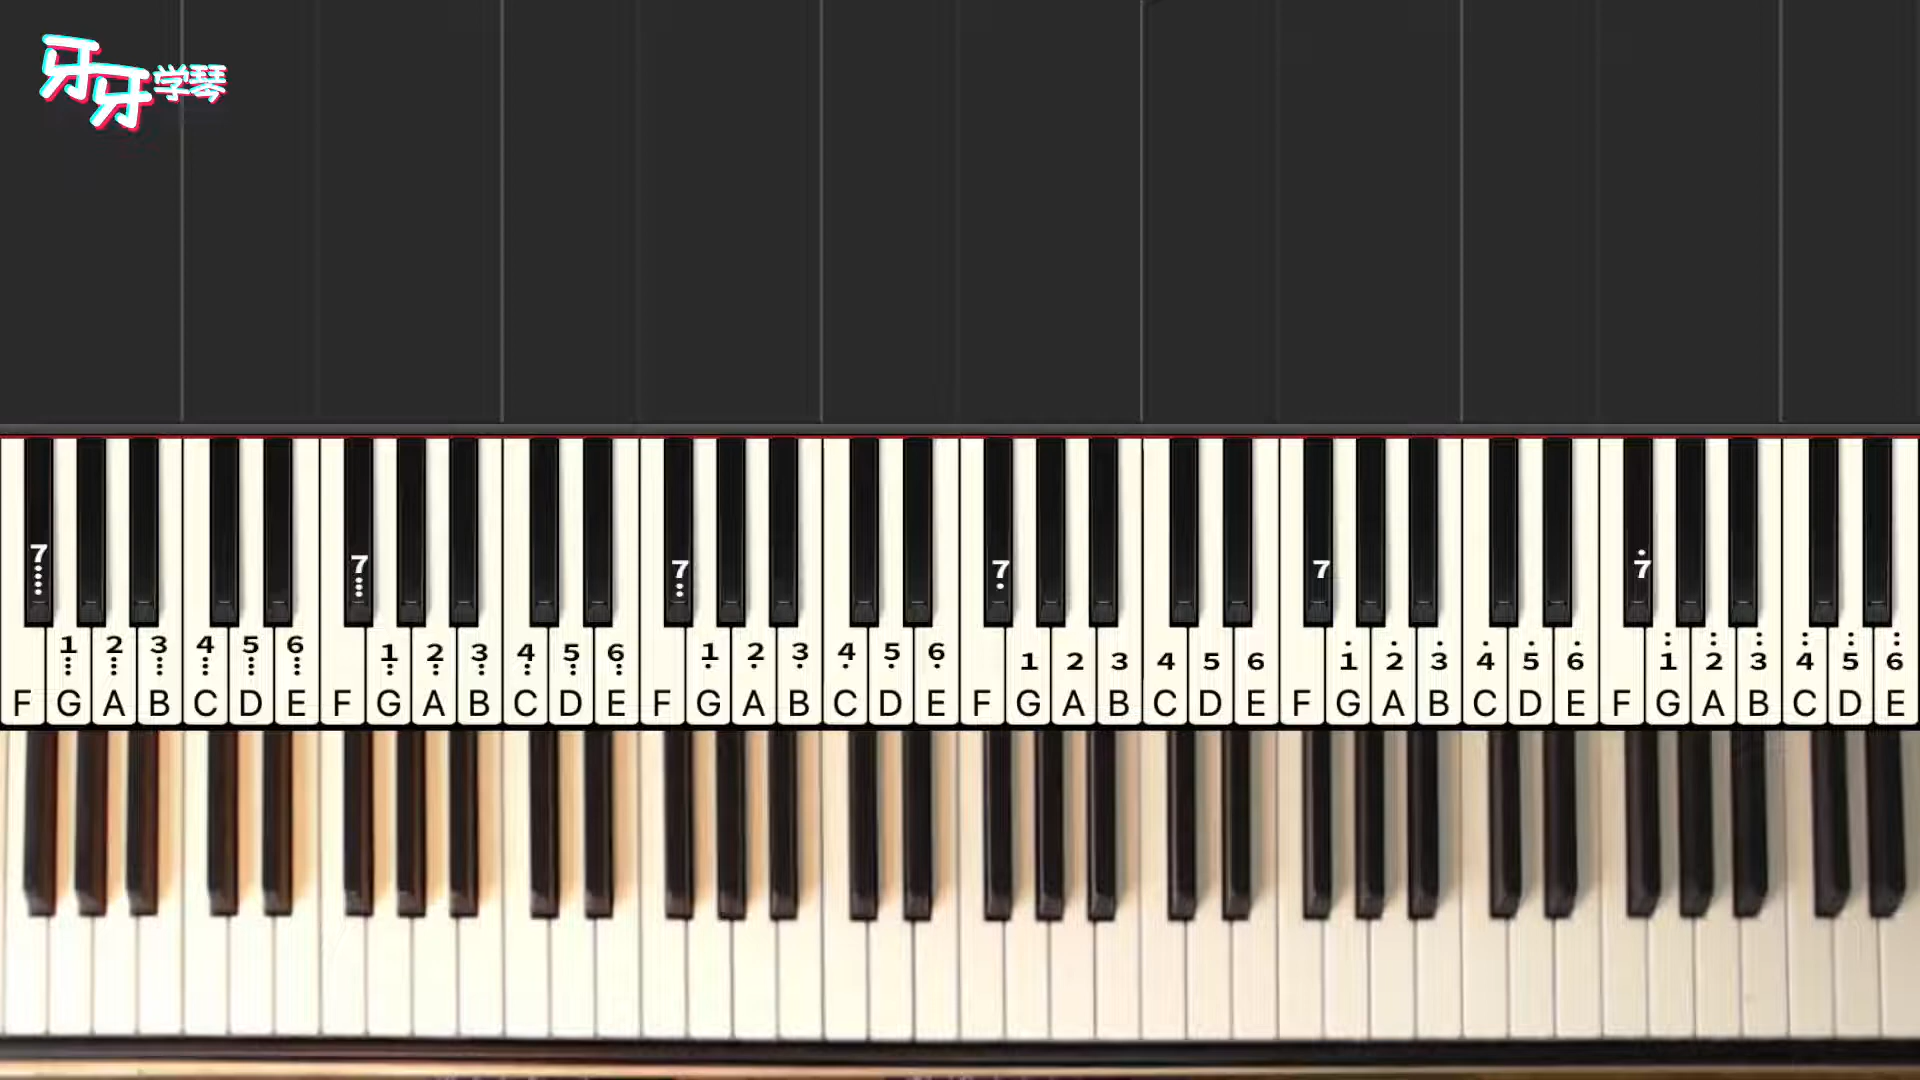 牙牙学琴
7 7 7 7 7 7
1 2 3 4 5 6 1 2 3 4 5 6 1 2 3 4 5 6 1 2 3 4 5 6 1 2 3 4 5 6 1 2 3 4 5 6
F G A B C D E F G A B C D E F G A B C D E F G A B C D E F G A B C D E F G A B C D E